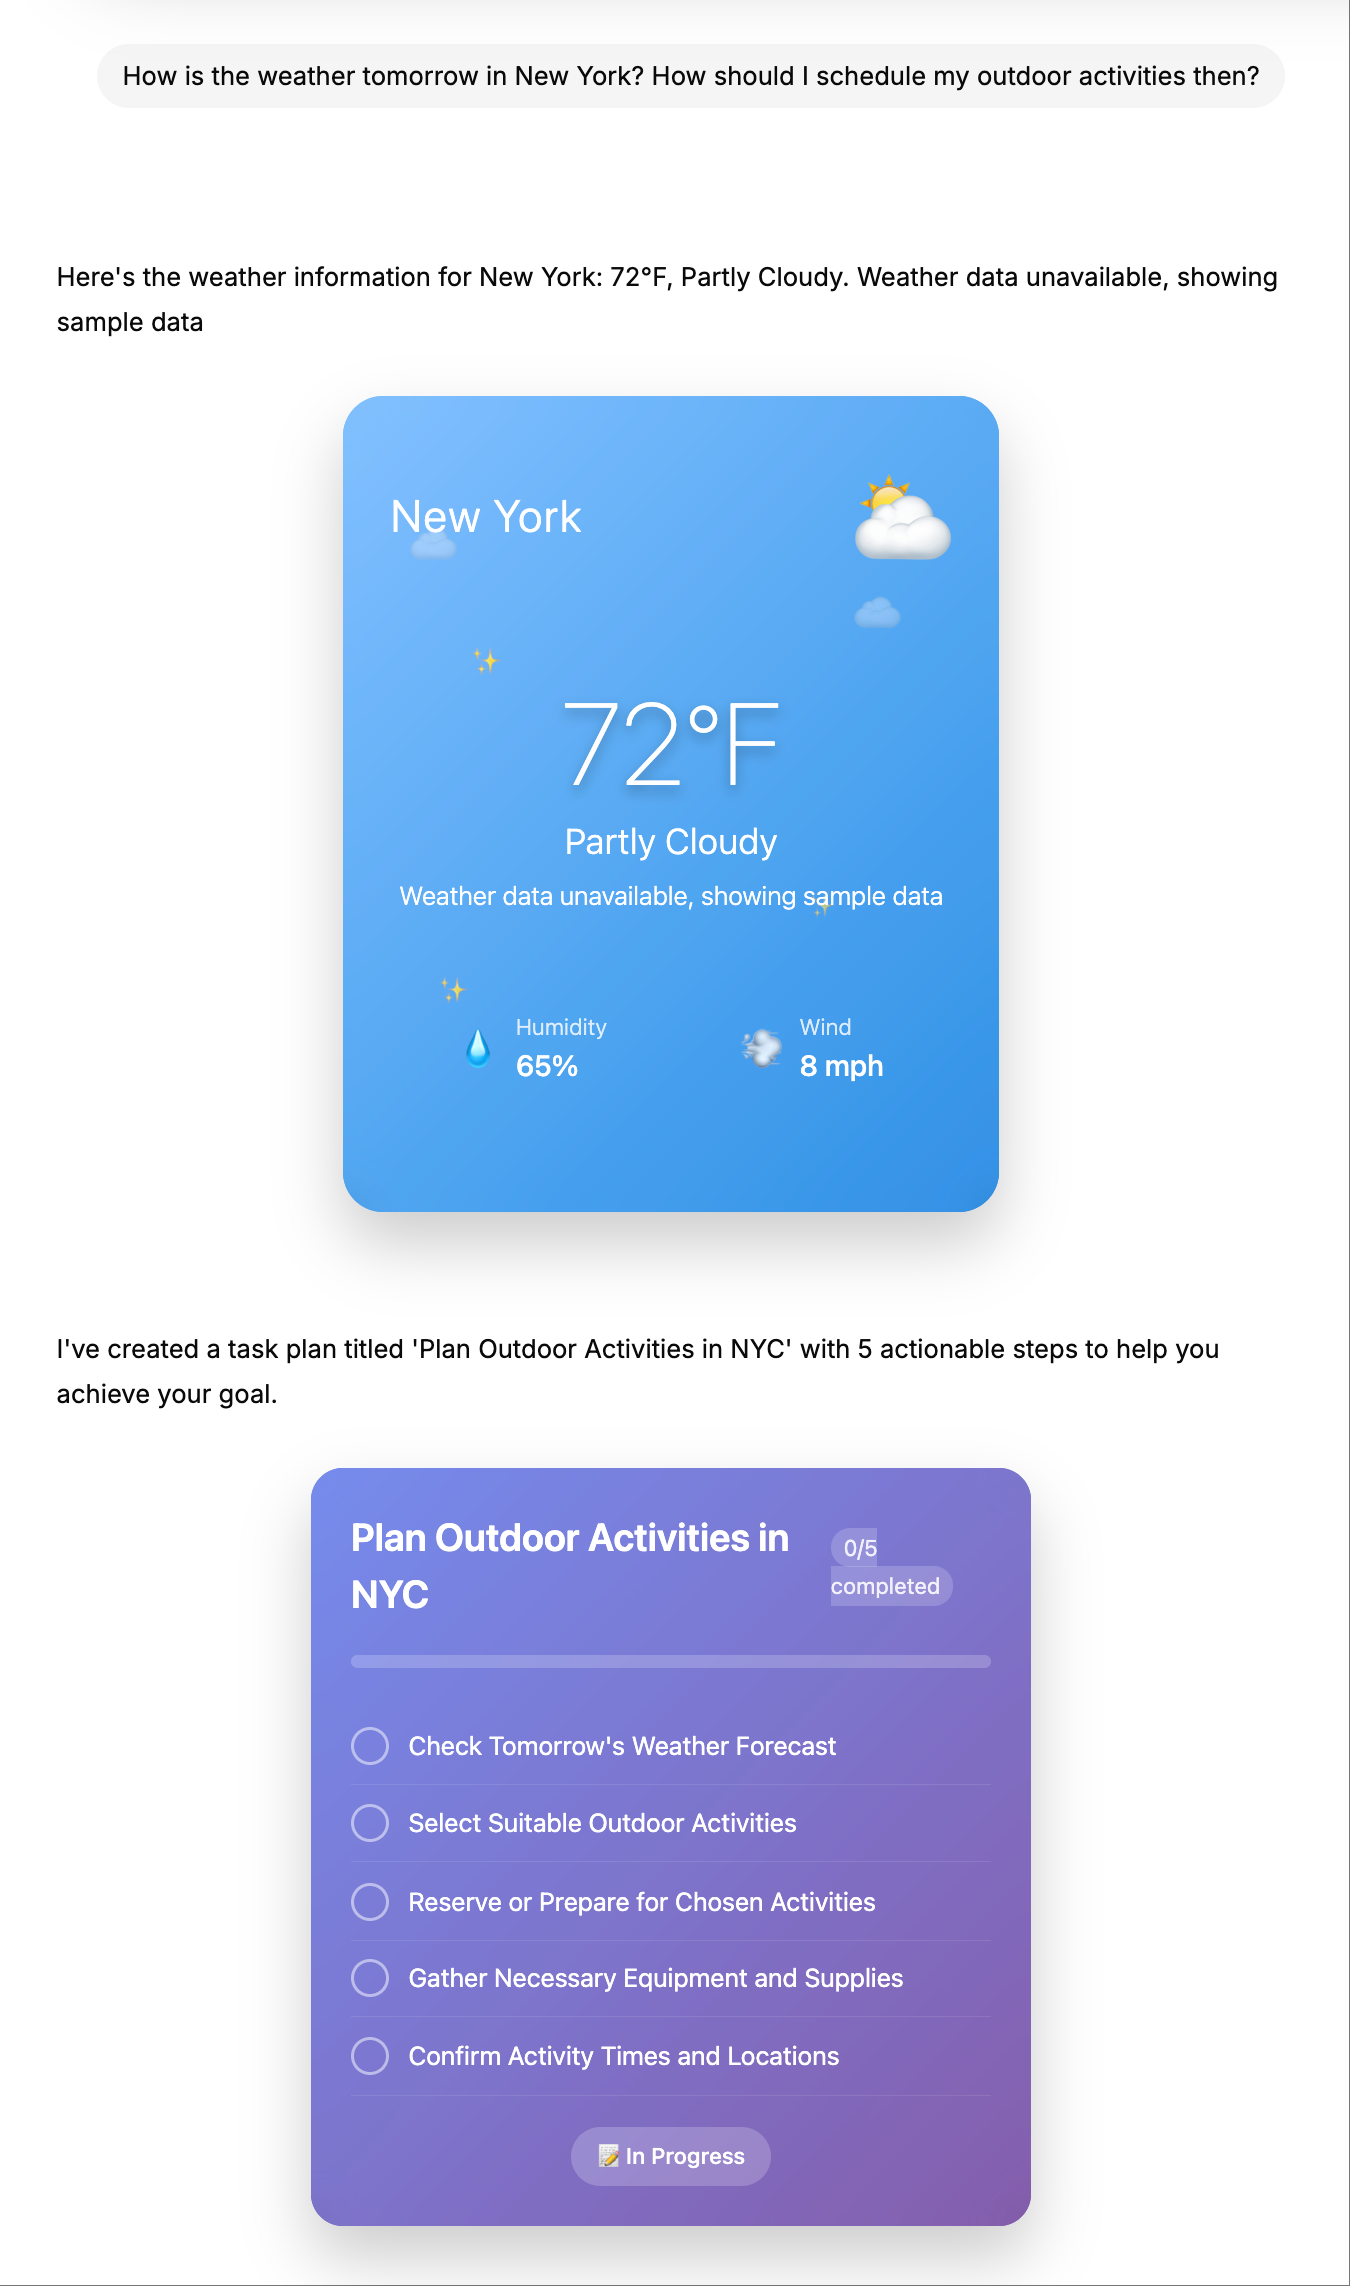 How is the weather tomorrow in New York? How should I schedule my outdoor activities then?
Here's the weather information for New York: 72°F, Partly Cloudy. Weather data unavailable, showing
sample data
New York
72°F
Partly Cloudy
Weather data unavailable, showing sample data
Humidity
65%
Wind
8 mph
I've created a task plan titled 'Plan Outdoor Activities in NYC' with 5 actionable steps to help you
achieve your goal.
Plan Outdoor Activities in
NYC
0/5
completed
Check Tomorrow's Weather Forecast
Select Suitable Outdoor Activities
Reserve or Prepare for Chosen Activities
Gather Necessary Equipment and Supplies
Confirm Activity Times and Locations
📝 In Progress